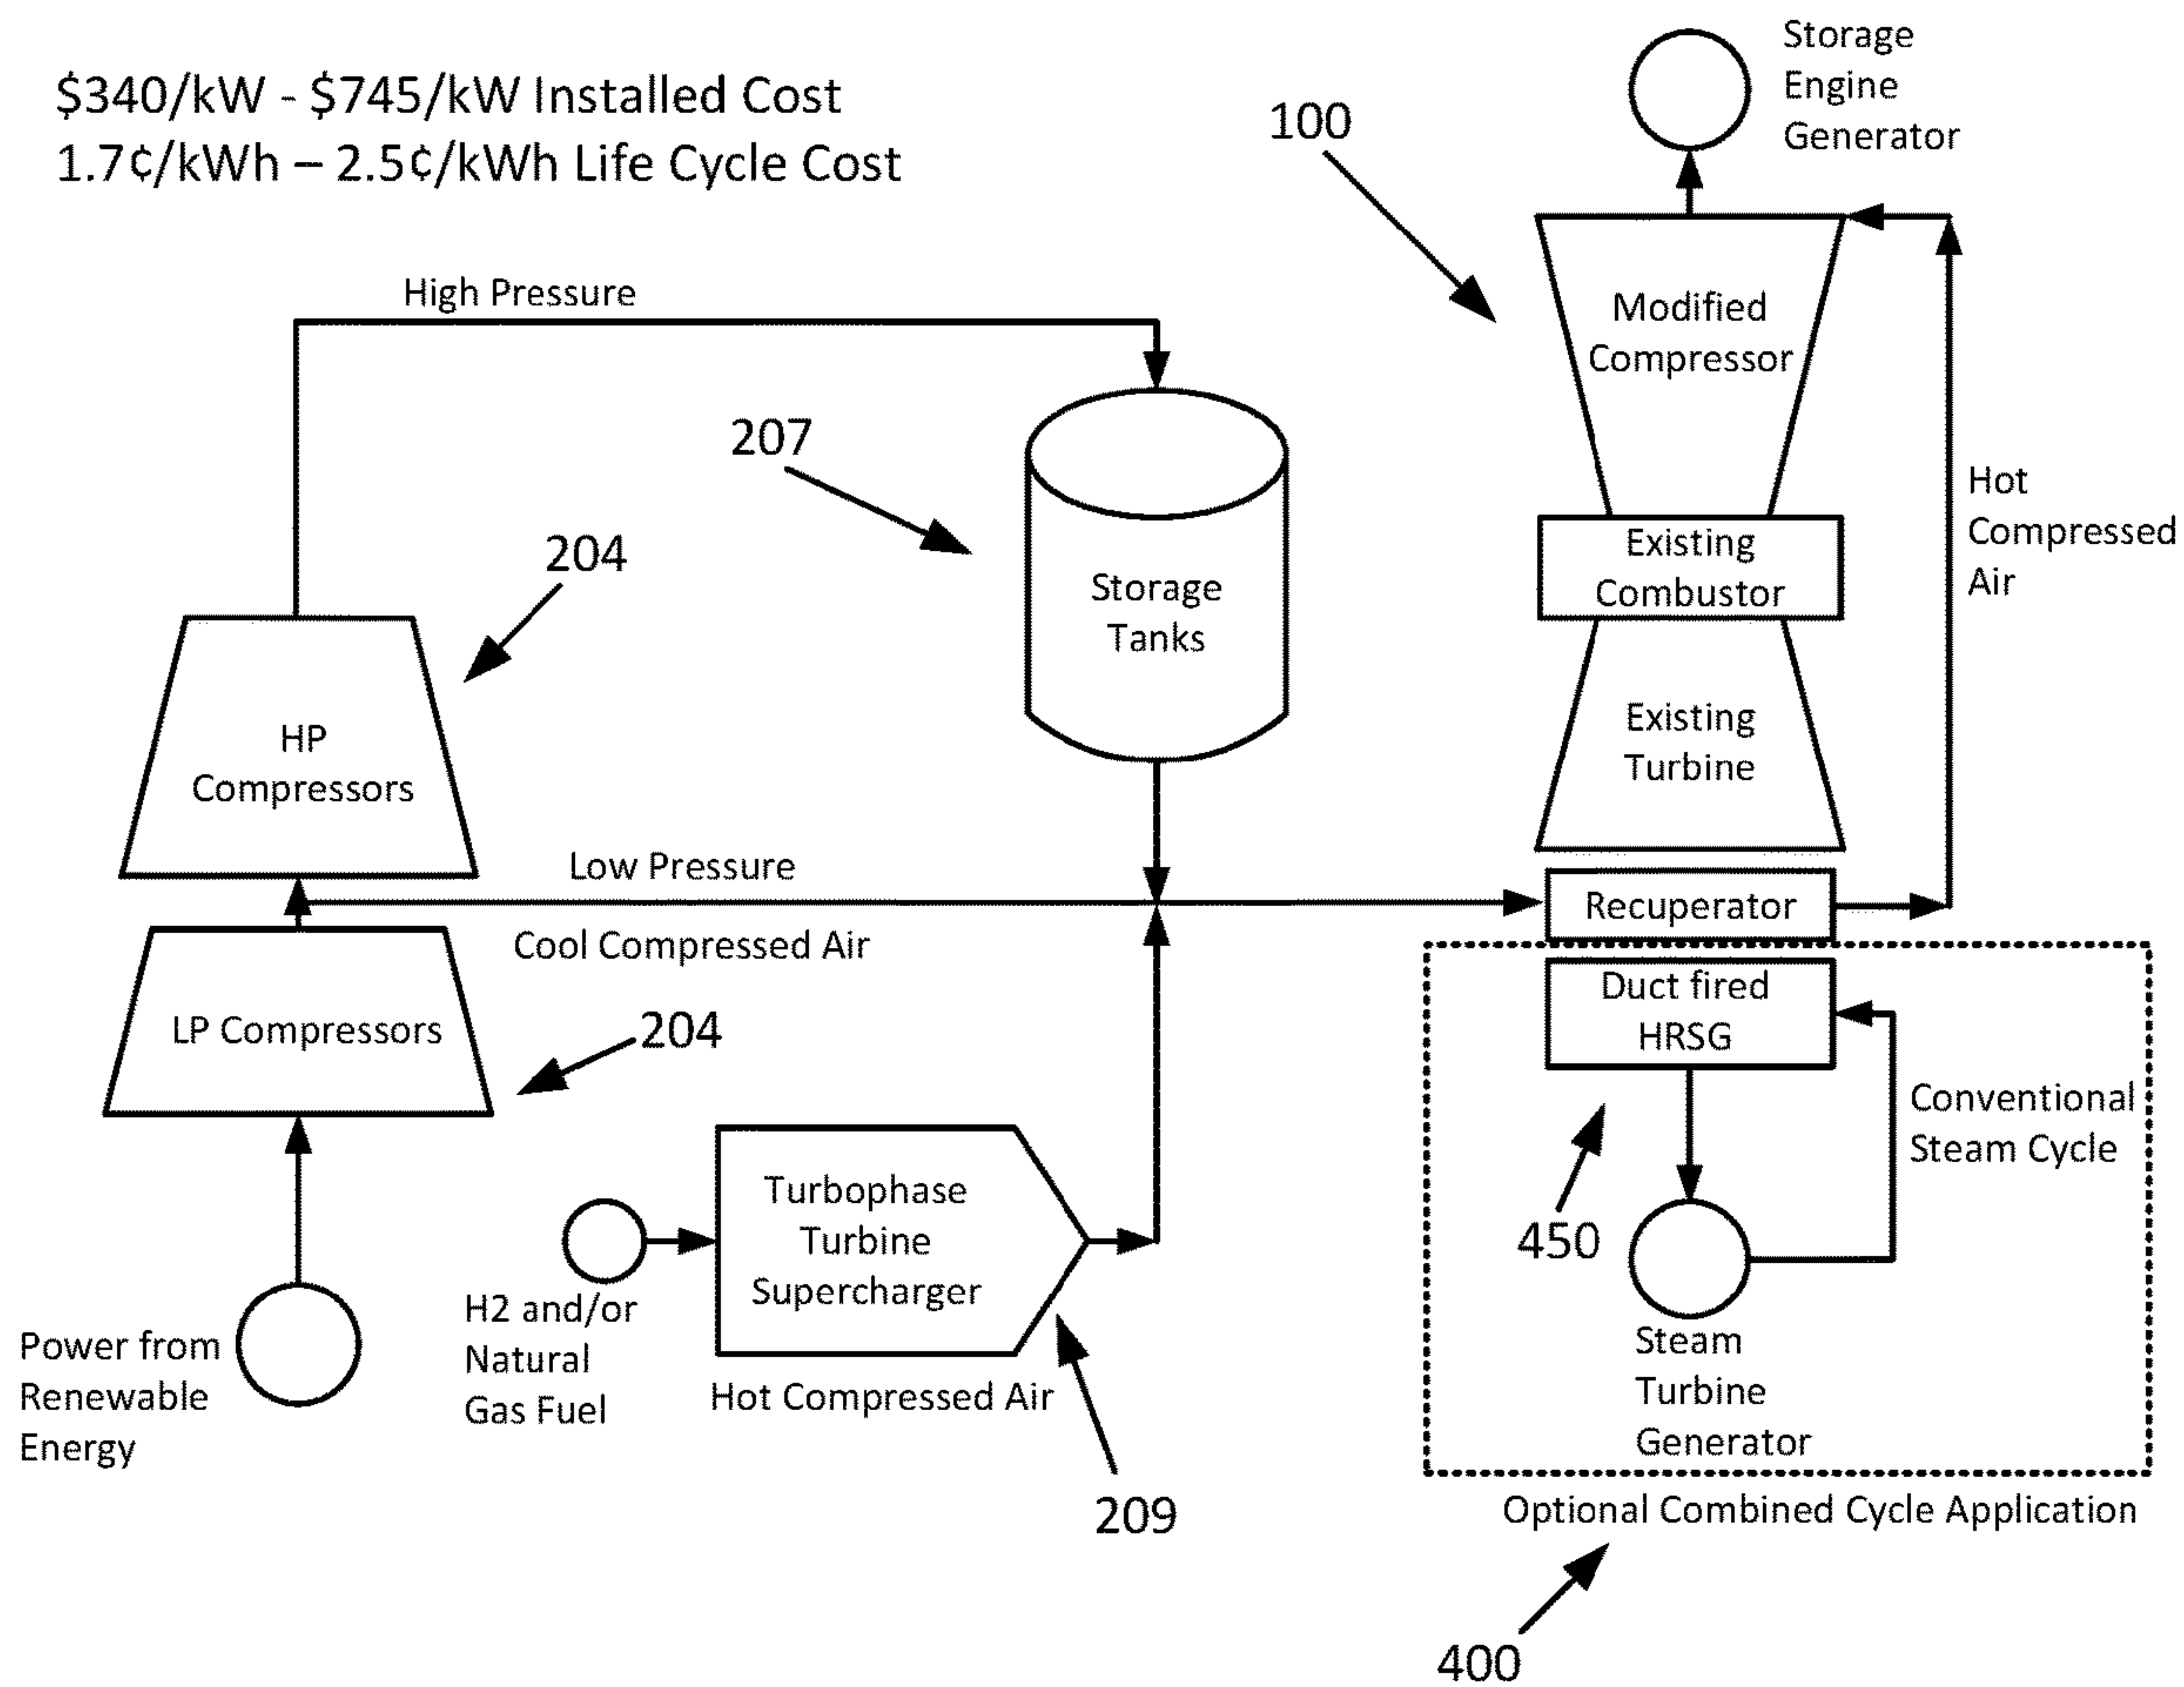 $340/kW - $745/kW Installed Cost
1.7¢/kWh – 2.5¢/kWh Life Cycle Cost
Storage
Engine
Generator
100
High Pressure
Modified
Compressor
207
Hot
Compressed
Air
204
Existing
Combustor
Storage
Tanks
HP
Compressors
Existing
Turbine
Low Pressure
Recuperator
Cool Compressed Air
LP Compressors
204
Duct fired
HRSG
Conventional
Steam Cycle
450
Turbophase
Turbine
Supercharger
H2 and/or
Natural
Gas Fuel
Power from
Renewable
Energy
Hot Compressed Air
Steam
Turbine
Generator
209
Optional Combined Cycle Application
400